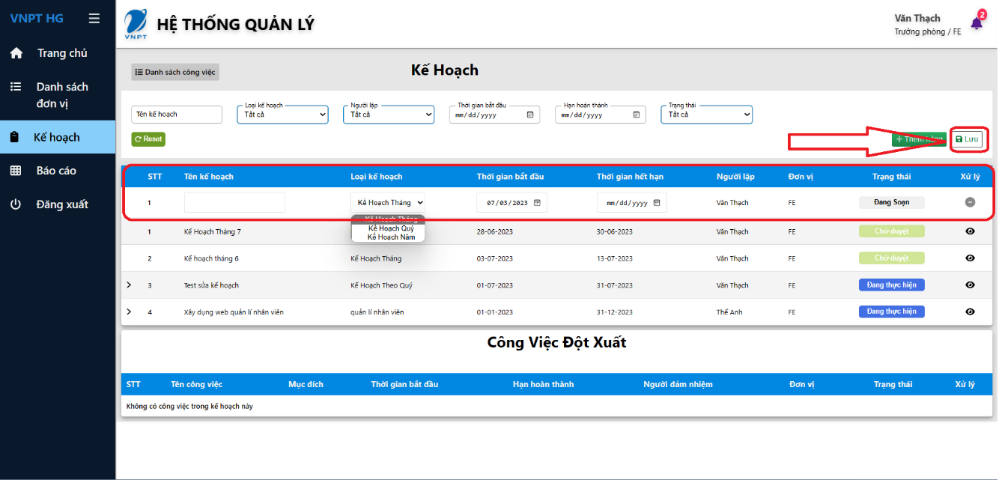 VNPT HG
Trang chủ
Danh sách
đơn vị
Kế hoạch
Báo cáo
Đăng xuất
VNPT
HỆ THỐNG QUẢN LÝ
Văn Thạch
Trưởng phòng / FE
2
Danh sách công việc
Kế Hoạch
Tên kế hoạch
Loại kế hoạch
Tất cả
Người lập
Tất cả
Thời gian bắt đầu
mm/dd/yyyy
Hạn hoàn thành
mm/dd/yyyy
Trạng thái
Tất cả
Reset
+ Thêm hàng
Lưu
STT Tên kế hoạch Loại kế hoạch Thời gian bắt đầu Thời gian hết hạn Người lập Đơn vị Trạng thái Xử lý
1 Kế Hoạch Tháng 07/03/2023 mm/dd/yyyy Văn Thạch FE Đang Soạn
Kế Hoạch Tháng
Kế Hoạch Quý
Kế Hoạch Năm
1 Kế Hoạch Tháng 7 28-06-2023 30-06-2023 Văn Thạch FE Chờ duyệt
2 Kế hoạch tháng 6 Kế Hoạch Tháng 03-07-2023 13-07-2023 Văn Thạch FE Chờ duyệt
3 Test sửa kế hoạch Kế Hoạch Theo Quý 01-07-2023 31-07-2023 Văn Thạch FE Đang thực hiện
4 Xây dụng web quản lí nhân viên quản lí nhân viên 01-01-2023 31-12-2023 Thế Anh FE Đang thực hiện
Công Việc Đột Xuất
STT Tên công việc Mục đích Thời gian bắt đầu Hạn hoàn thành Người đảm nhiệm Đơn vị Trạng thái Xử lý
Không có công việc trong kế hoạch này